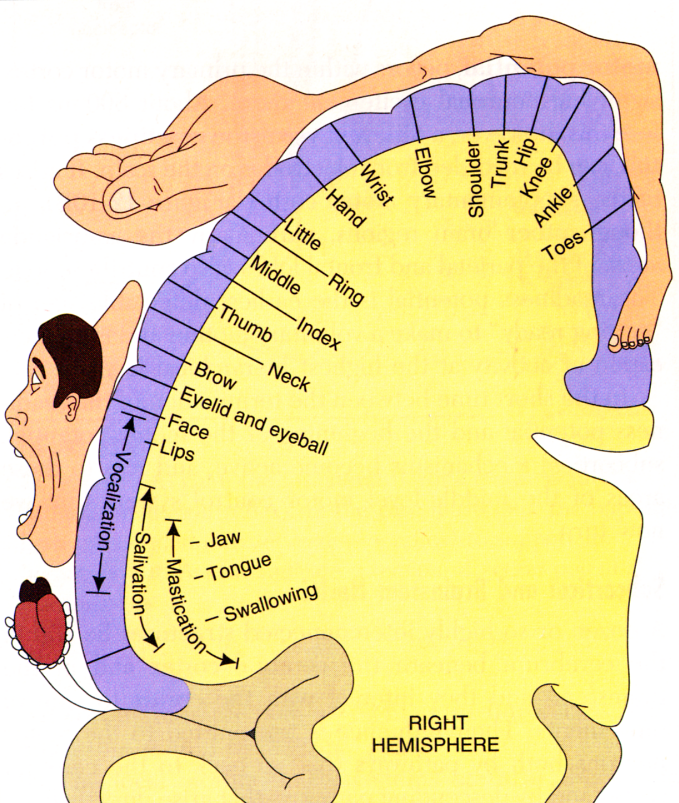 Toes
Ankle
Knee
Hip
Trunk
Shoulder
Elbow
Wrist
Hand
Little
Ring
Middle
Index
Thumb
Neck
Brow
Eyelid and eyeball
Face
Lips
Vocalization
Salivation
Mastication
Jaw
Tongue
Swallowing
RIGHT
HEMISPHERE